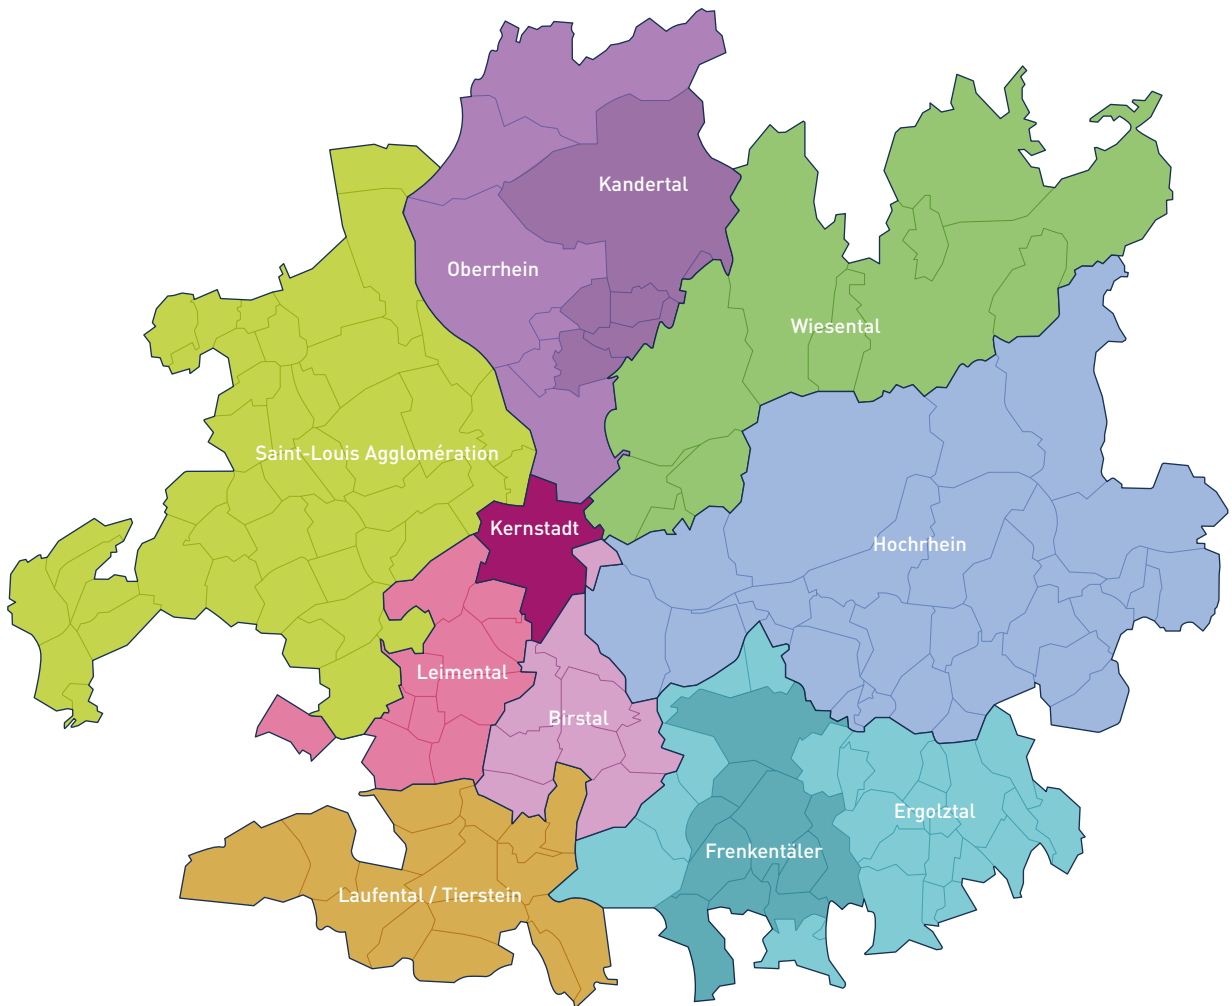 Kandertal
Oberrhein
Wiesental
Saint-Louis Agglomération
Kernstadt
Hochrhein
Leimental
Birstal
Ergolztal
Frenkentäler
Laufental / Tierstein